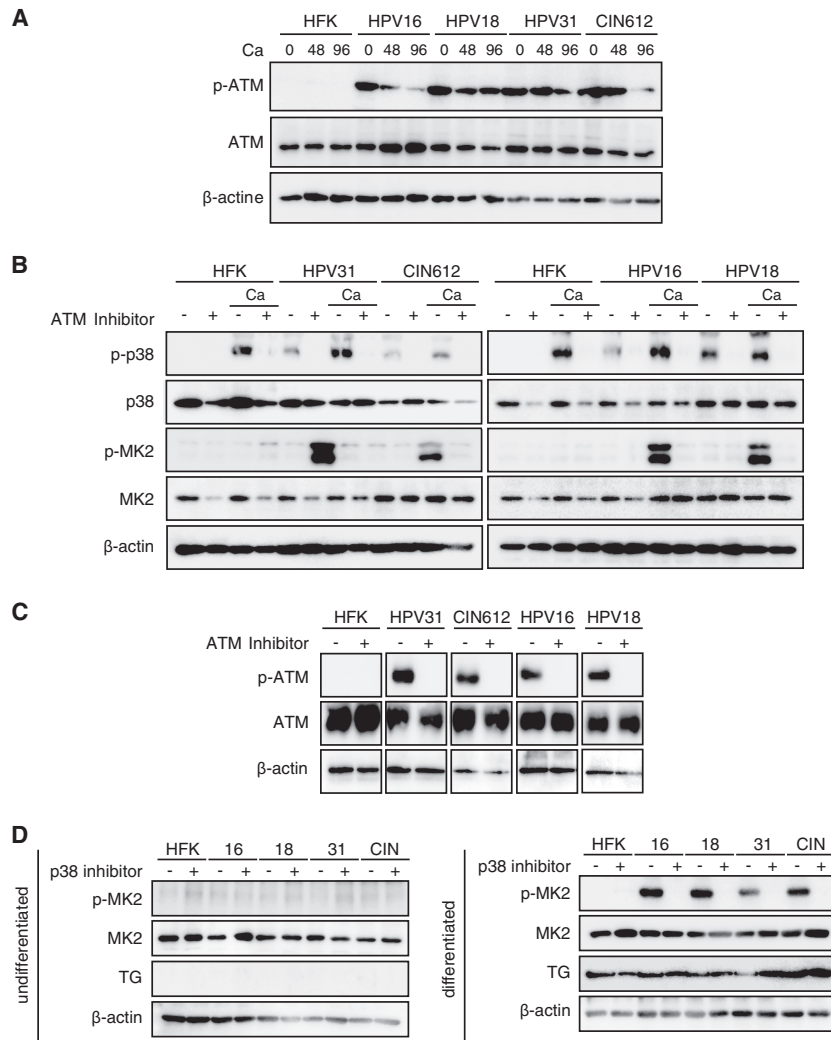 A
HFK HPV16 HPV18 HPV31 CIN612
Ca 0 48 96 0 48 96 0 48 96 0 48 96 0 48 96
p-ATM
ATM
β-actine
B
HFK HPV31 CIN612 HFK HPV16 HPV18
Ca Ca Ca Ca Ca Ca
ATM Inhibitor - + - + - + - + - + - + - + - + - + - + - + - +
p-p38
p38
p-MK2
MK2
β-actin
C
HFK HPV31 CIN612 HPV16 HPV18
ATM Inhibitor - + - + - + - + - +
p-ATM
ATM
β-actin
D
undifferentiated
HFK 16 18 31 CIN
p38 inhibitor - + - + - + - + - +
p-MK2
MK2
TG
β-actin
differentiated
HFK 16 18 31 CIN
p38 inhibitor - + - + - + - + - +
p-MK2
MK2
TG
β-actin